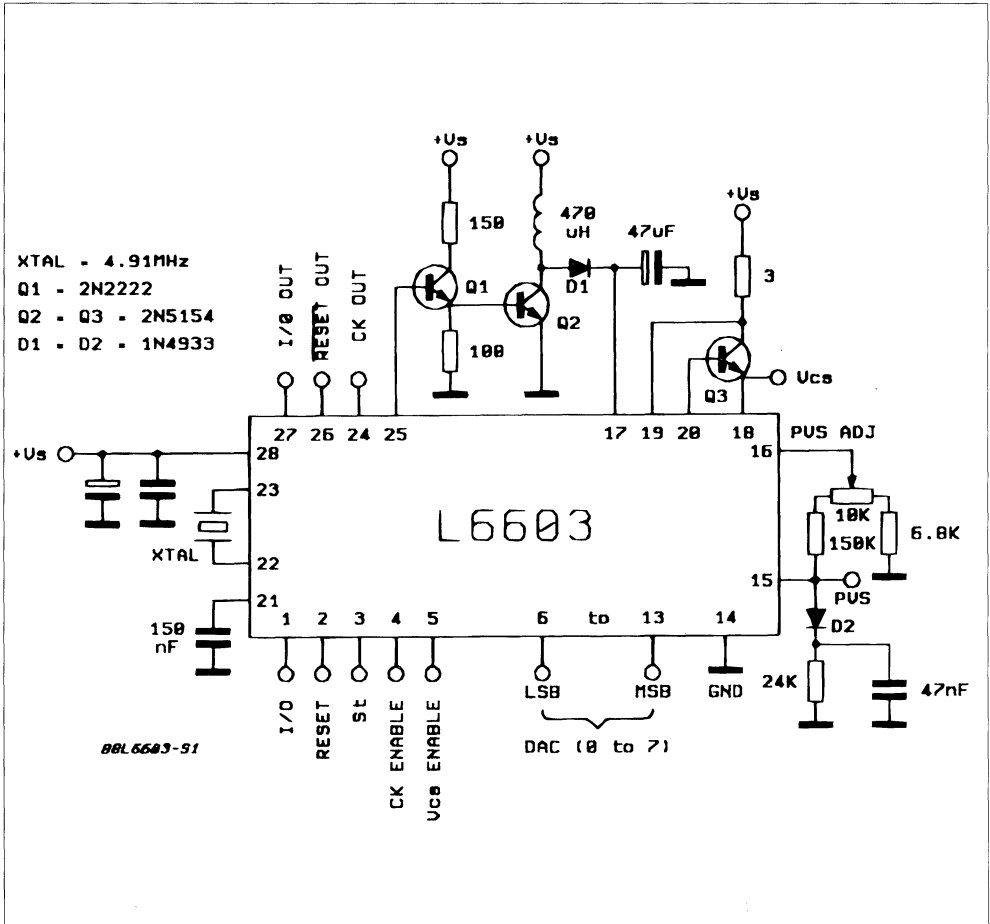 +Vs
+Vs
150
470
uH
47uF
+Vs
3
XTAL = 4.91MHz
Q1 = 2N2222
Q2 = Q3 = 2N5154
D1 = D2 = 1N4933
I/O OUT
RESET OUT
CK OUT
Q1
Q2
D1
100
Q3
Vcs
27 26 24 25 17 19 20 18
PVS ADJ
+Vs
28
16
23
L6603
10K
150K
6.8K
XTAL
22
15
PVS
21
D2
150
nF
1 2 3 4 5 6 to 13 14
24K
47nF
LSB
MSB
GND
I/O
RESET
St
CK ENABLE
Vcs ENABLE
DAC (0 to 7)
88L6603-S1